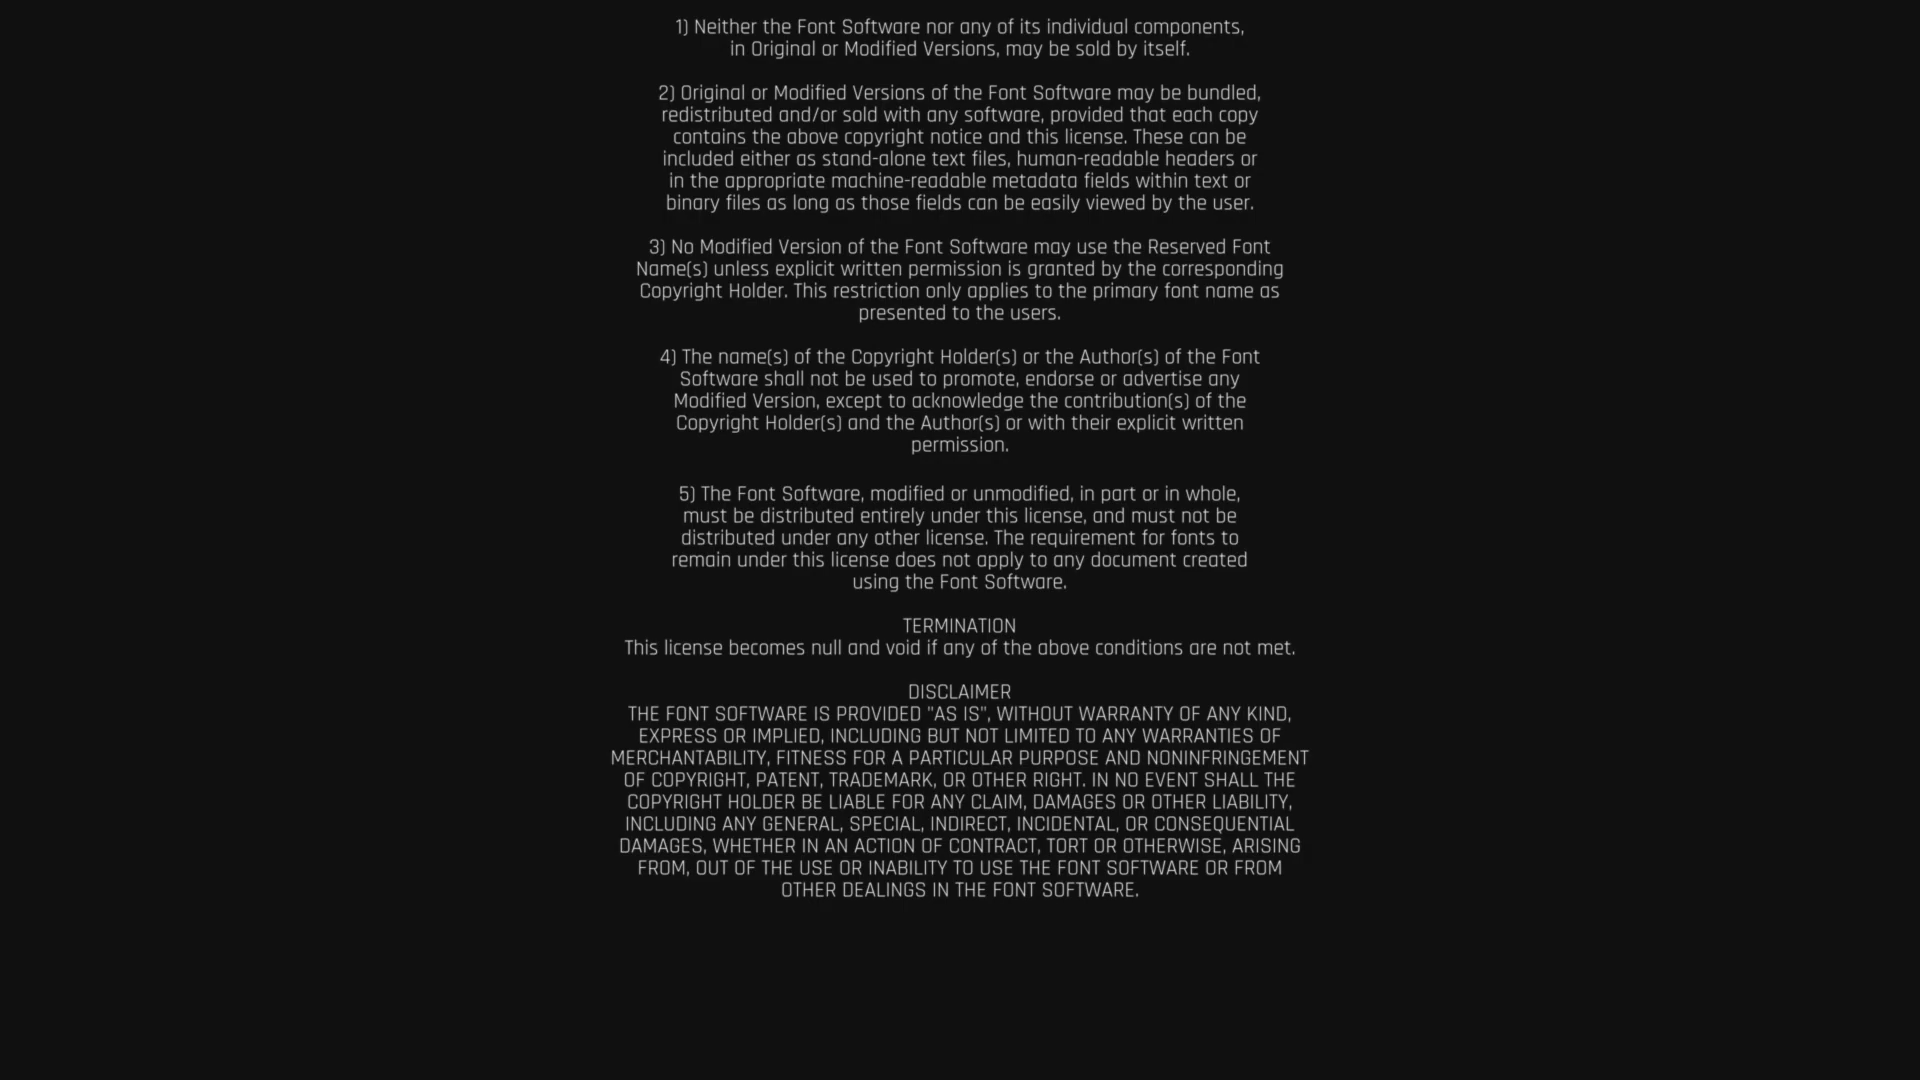 1) Neither the Font Software nor any of its individual components,
in Original or Modified Versions, may be sold by itself.
2) Original or Modified Versions of the Font Software may be bundled,
redistributed and/or sold with any software, provided that each copy
contains the above copyright notice and this license. These can be
included either as stand-alone text files, human-readable headers or
in the appropriate machine-readable metadata fields within text or
binary files as long as those fields can be easily viewed by the user.
3) No Modified Version of the Font Software may use the Reserved Font
Name(s) unless explicit written permission is granted by the corresponding
Copyright Holder. This restriction only applies to the primary font name as
presented to the users.
4) The name(s) of the Copyright Holder(s) or the Author(s) of the Font
Software shall not be used to promote, endorse or advertise any
Modified Version, except to acknowledge the contribution(s) of the
Copyright Holder(s) and the Author(s) or with their explicit written
permission.
5) The Font Software, modified or unmodified, in part or in whole,
must be distributed entirely under this license, and must not be
distributed under any other license. The requirement for fonts to
remain under this license does not apply to any document created
using the Font Software.
TERMINATION
This license becomes null and void if any of the above conditions are not met.
DISCLAIMER
THE FONT SOFTWARE IS PROVIDED "AS IS", WITHOUT WARRANTY OF ANY KIND,
EXPRESS OR IMPLIED, INCLUDING BUT NOT LIMITED TO ANY WARRANTIES OF
MERCHANTABILITY, FITNESS FOR A PARTICULAR PURPOSE AND NONINFRINGEMENT
OF COPYRIGHT, PATENT, TRADEMARK, OR OTHER RIGHT. IN NO EVENT SHALL THE
COPYRIGHT HOLDER BE LIABLE FOR ANY CLAIM, DAMAGES OR OTHER LIABILITY,
INCLUDING ANY GENERAL, SPECIAL, INDIRECT, INCIDENTAL, OR CONSEQUENTIAL
DAMAGES, WHETHER IN AN ACTION OF CONTRACT, TORT OR OTHERWISE, ARISING
FROM, OUT OF THE USE OR INABILITY TO USE THE FONT SOFTWARE OR FROM
OTHER DEALINGS IN THE FONT SOFTWARE.